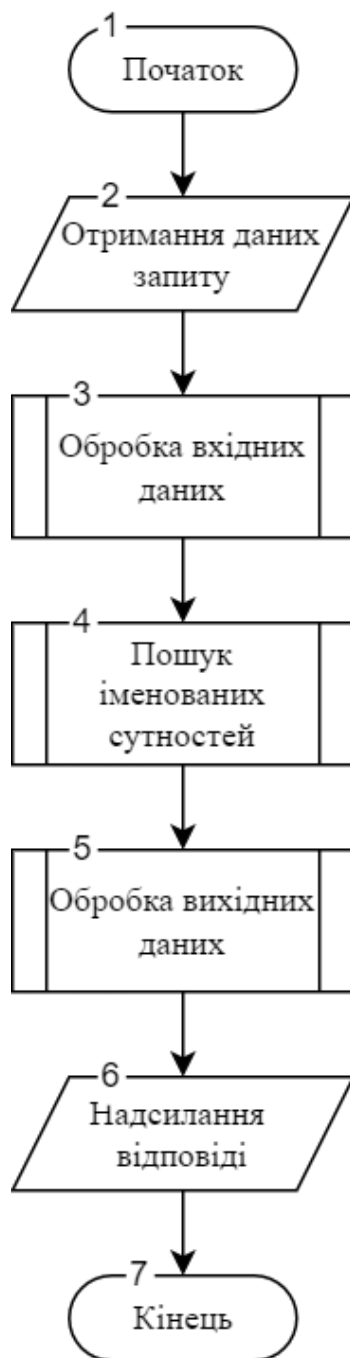 1
Початок
2
Отримання даних
запиту
3
Обробка вхідних
даних
4
Пошук
іменованих
сутностей
5
Обробка вихідних
даних
6
Надсилання
відповіді
7
Кінець